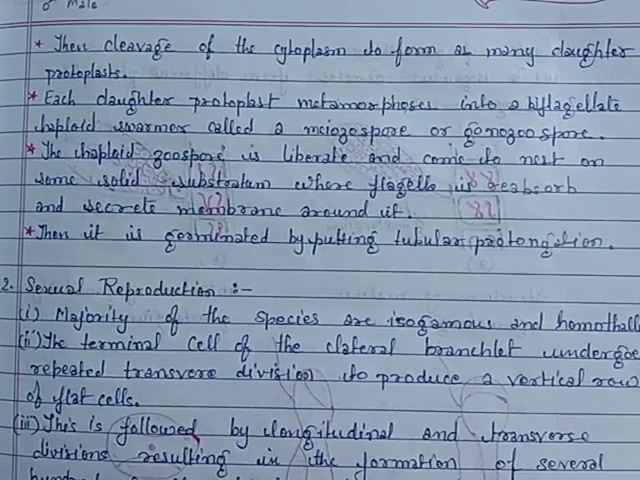 ♂ Male
* Then cleavage of the cytoplasm to form as many daughter
protoplasts.
* Each daughter protoplast metamorphoses into a biflagellate
haploid swarmer called a meiozospore or gonozoospore.
* The haploid zoospore is liberate and come to rest on
some solid substratum where flagella is reabsorb
and secrete membrane around it.
* Then it is germinated by putting tubular prolongation.
2. Sexual Reproduction :-
(i) Majority of the species are isogamous and homothall
(ii) The terminal cell of the lateral branchlet undergoe
repeated transvere division to produce a vertical row
of flat cells.
(iii) This is followed by longitudinal and transverse
divisions resulting in the formation of several